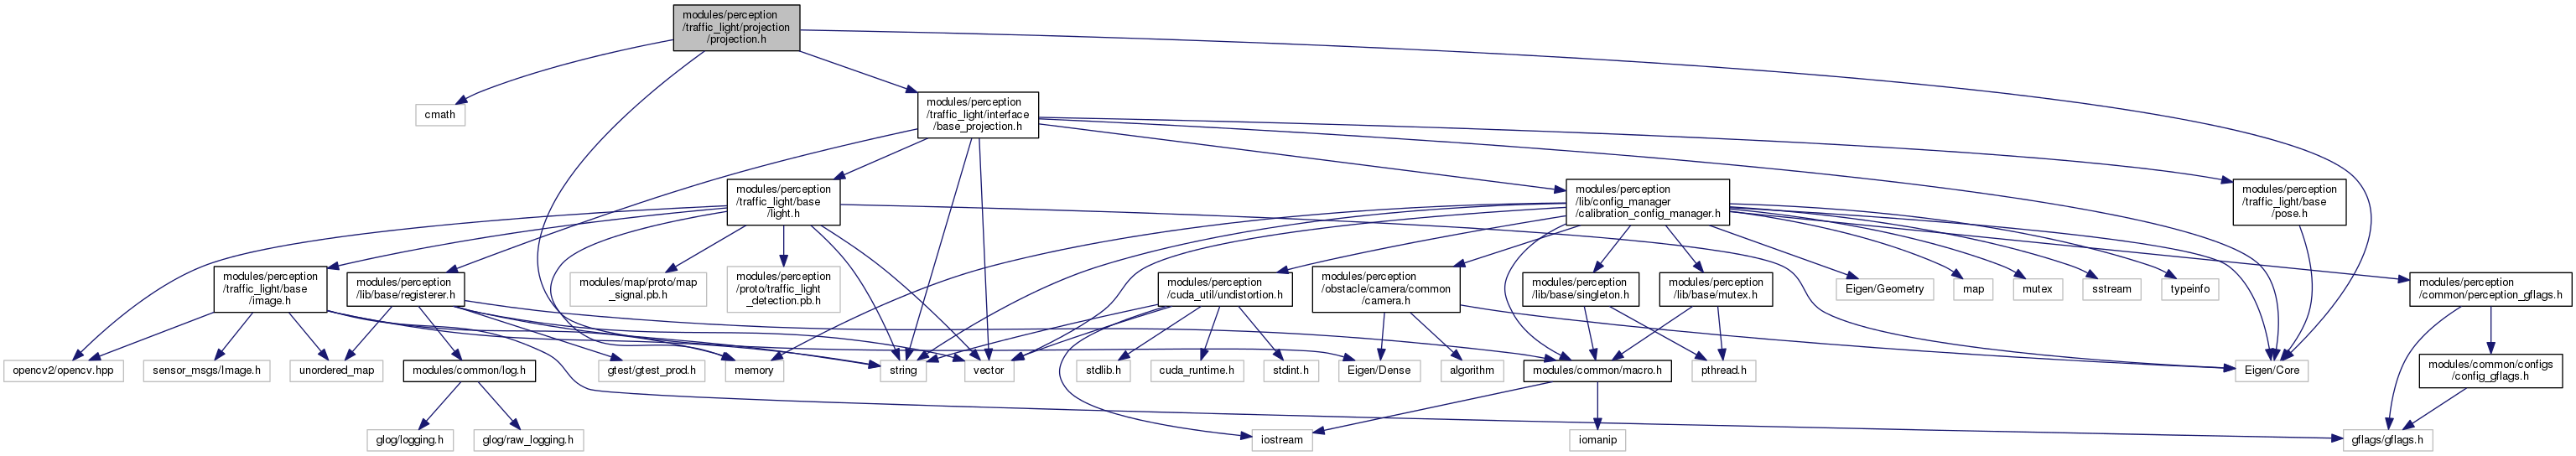 modules/perception
/traffic_light/projection
/projection.h
cmath
modules/perception
/traffic_light/interface
/base_projection.h
modules/perception
/traffic_light/base
/light.h
modules/perception
/lib/config_manager
/calibration_config_manager.h
modules/perception
/traffic_light/base
/pose.h
modules/perception
/traffic_light/base
/image.h
modules/perception
/lib/base/registerer.h
modules/map/proto/map
_signal.pb.h
modules/perception
/proto/traffic_light
_detection.pb.h
modules/perception
/cuda_util/undistortion.h
modules/perception
/obstacle/camera/common
/camera.h
modules/perception
/lib/base/singleton.h
modules/perception
/lib/base/mutex.h
Eigen/Geometry
map
mutex
sstream
typeinfo
modules/perception
/common/perception_gflags.h
opencv2/opencv.hpp
sensor_msgs/Image.h
unordered_map
modules/common/log.h
gtest/gtest_prod.h
memory
string
vector
stdlib.h
cuda_runtime.h
stdint.h
Eigen/Dense
algorithm
modules/common/macro.h
pthread.h
Eigen/Core
modules/common/configs
/config_gflags.h
glog/logging.h
glog/raw_logging.h
iostream
iomanip
gflags/gflags.h